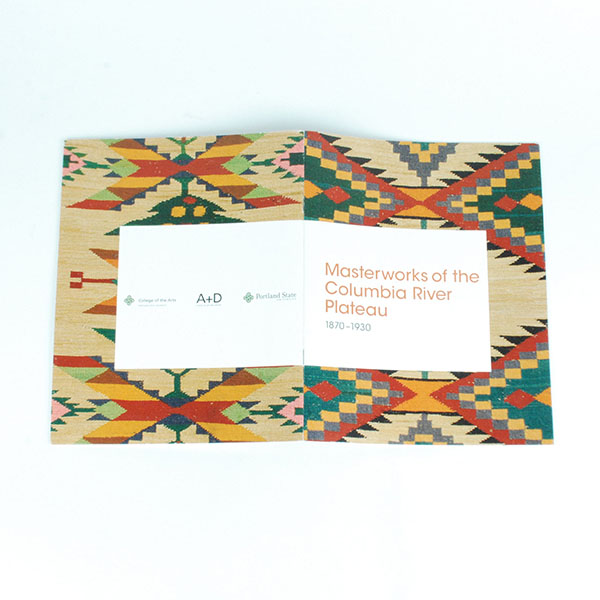 College of the Arts
A+D
Portland State
Masterworks of the
Columbia River
Plateau
1870–1930